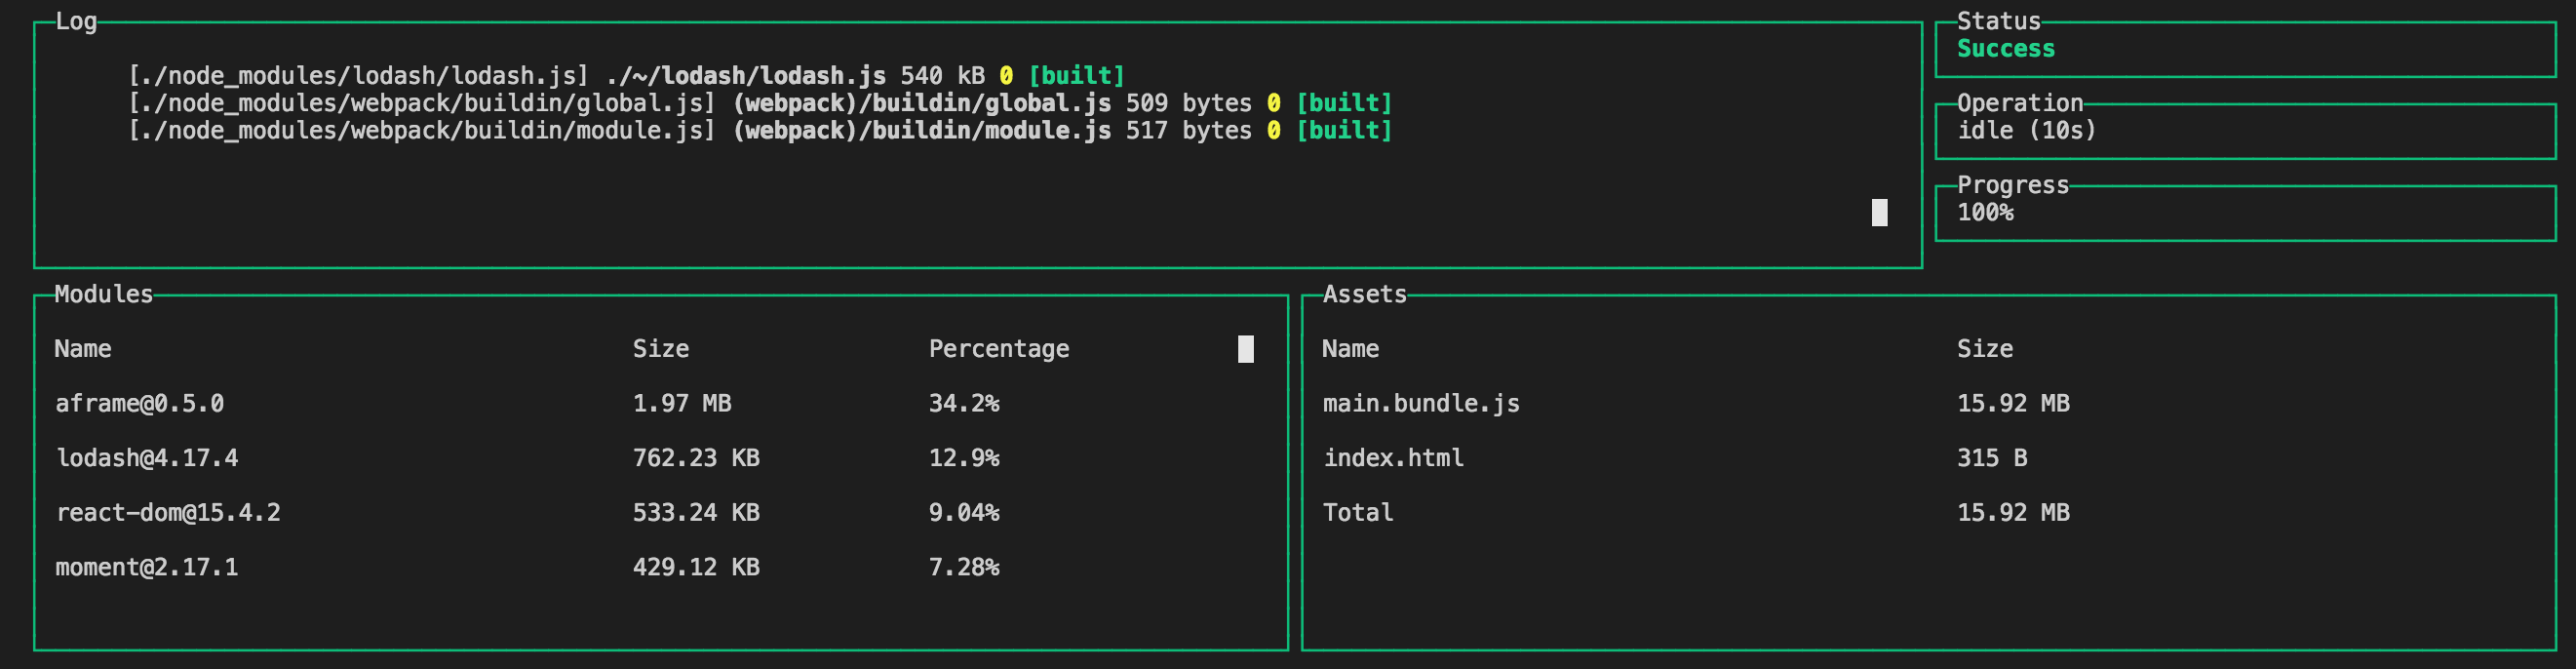 Log
[./node_modules/lodash/lodash.js] ./~/lodash/lodash.js 540 kB 0 [built]
[./node_modules/webpack/buildin/global.js] (webpack)/buildin/global.js 509 bytes 0 [built]
[./node_modules/webpack/buildin/module.js] (webpack)/buildin/module.js 517 bytes 0 [built]
Status
Success
Operation
idle (10s)
Progress
100%
Modules
Name Size Percentage
aframe@0.5.0 1.97 MB 34.2%
lodash@4.17.4 762.23 KB 12.9%
react-dom@15.4.2 533.24 KB 9.04%
moment@2.17.1 429.12 KB 7.28%
Assets
Name Size
main.bundle.js 15.92 MB
index.html 315 B
Total 15.92 MB